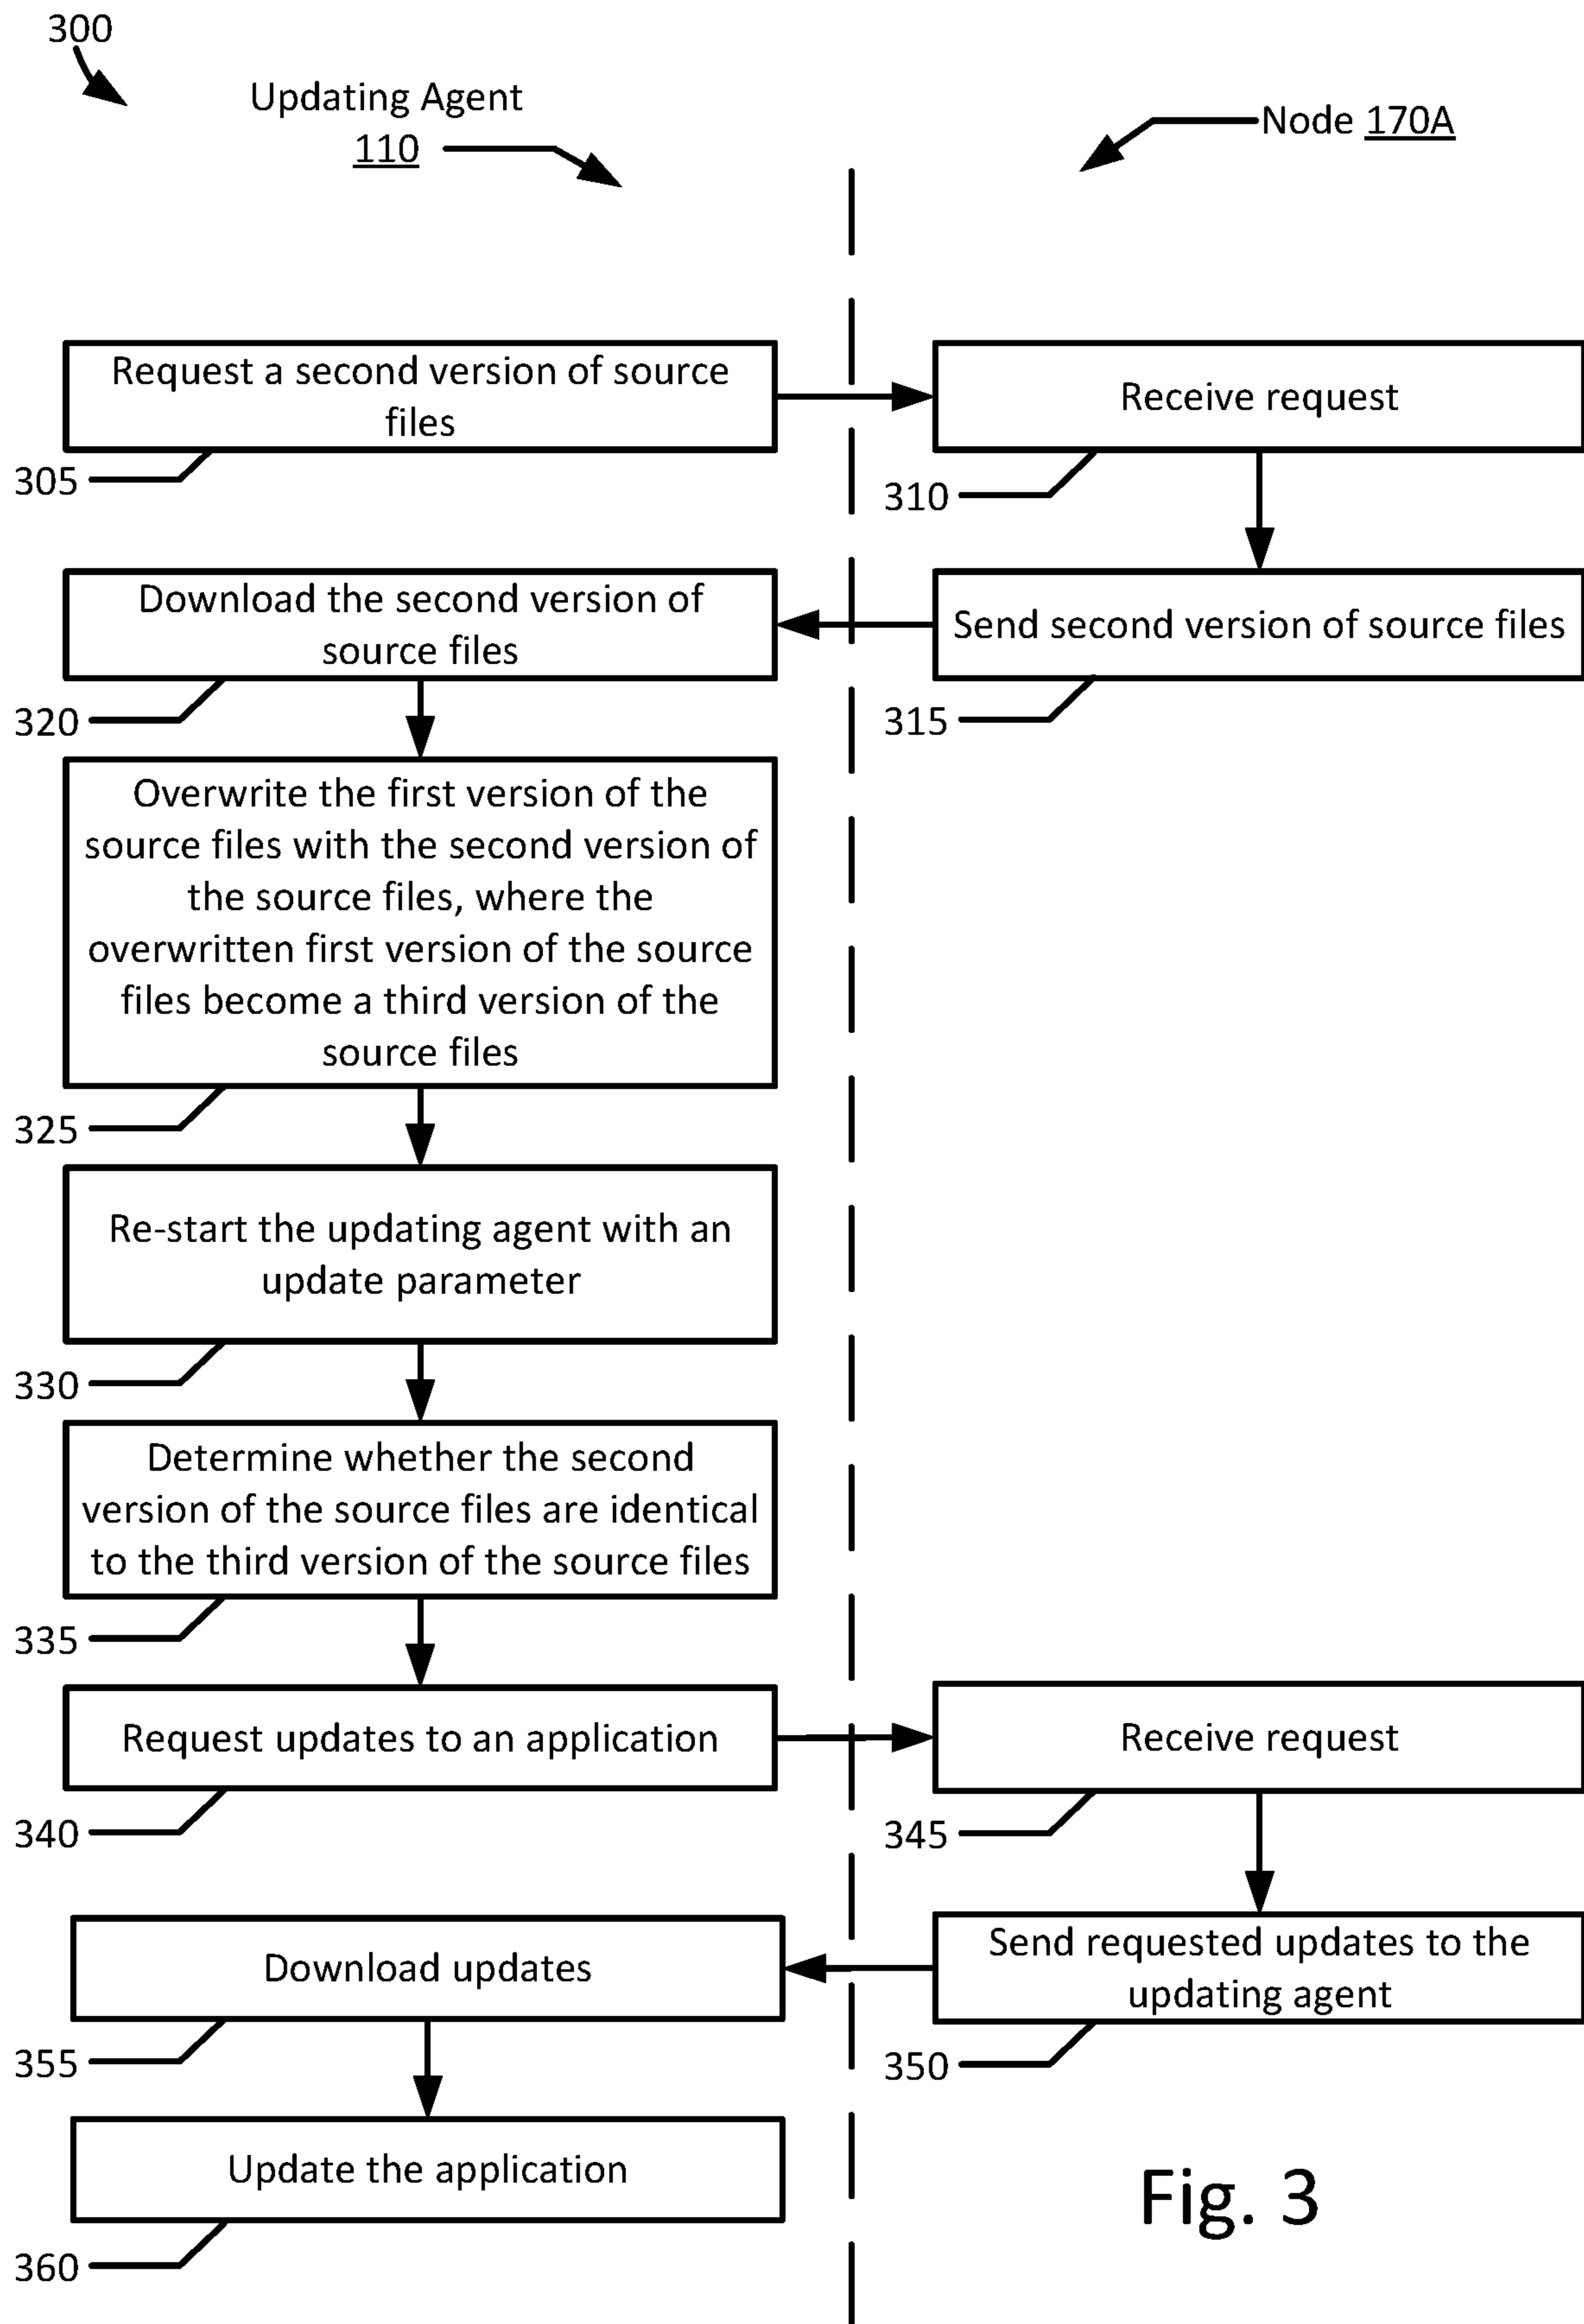 300
Updating Agent
110
Node 170A
Request a second version of source
files
305
Receive request
310
Send second version of source files
315
Download the second version of
source files
320
Overwrite the first version of the
source files with the second version of
the source files, where the
overwritten first version of the source
files become a third version of the
source files
325
Re-start the updating agent with an
update parameter
330
Determine whether the second
version of the source files are identical
to the third version of the source files
335
Request updates to an application
340
Receive request
345
Send requested updates to the
updating agent
350
Download updates
355
Update the application
360
Fig. 3